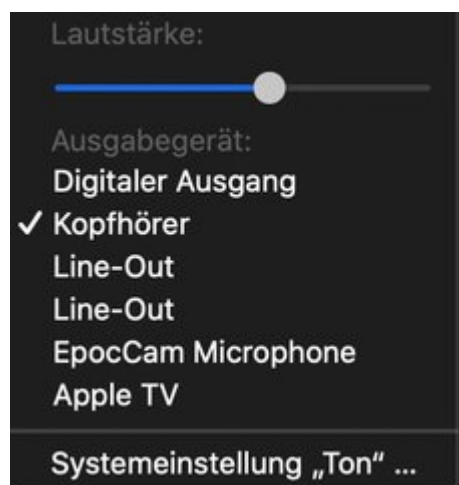 Lautstärke:
Ausgabegerät:
Digitaler Ausgang
✓ Kopfhörer
Line-Out
Line-Out
EpocCam Microphone
Apple TV
Systemeinstellung „Ton“ ...